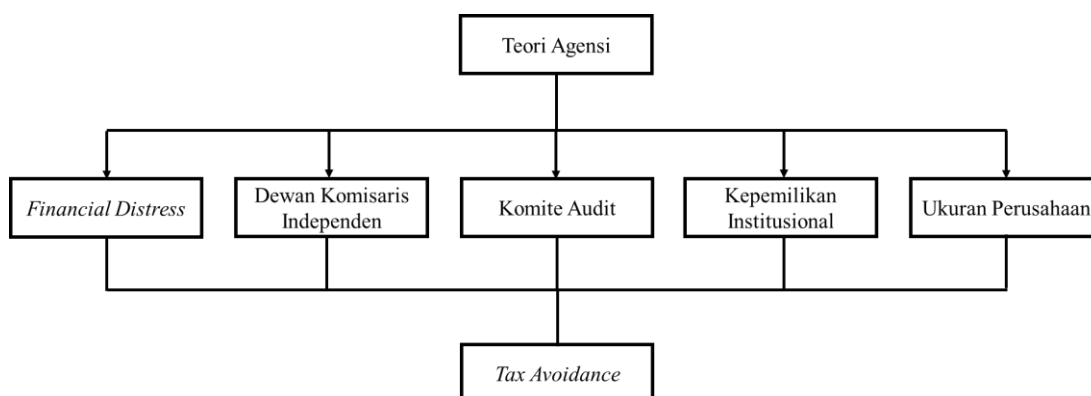 Teori Agensi
Financial Distress
Dewan Komisaris
Independen
Komite Audit
Kepemilikan
Institusional
Ukuran Perusahaan
Tax Avoidance